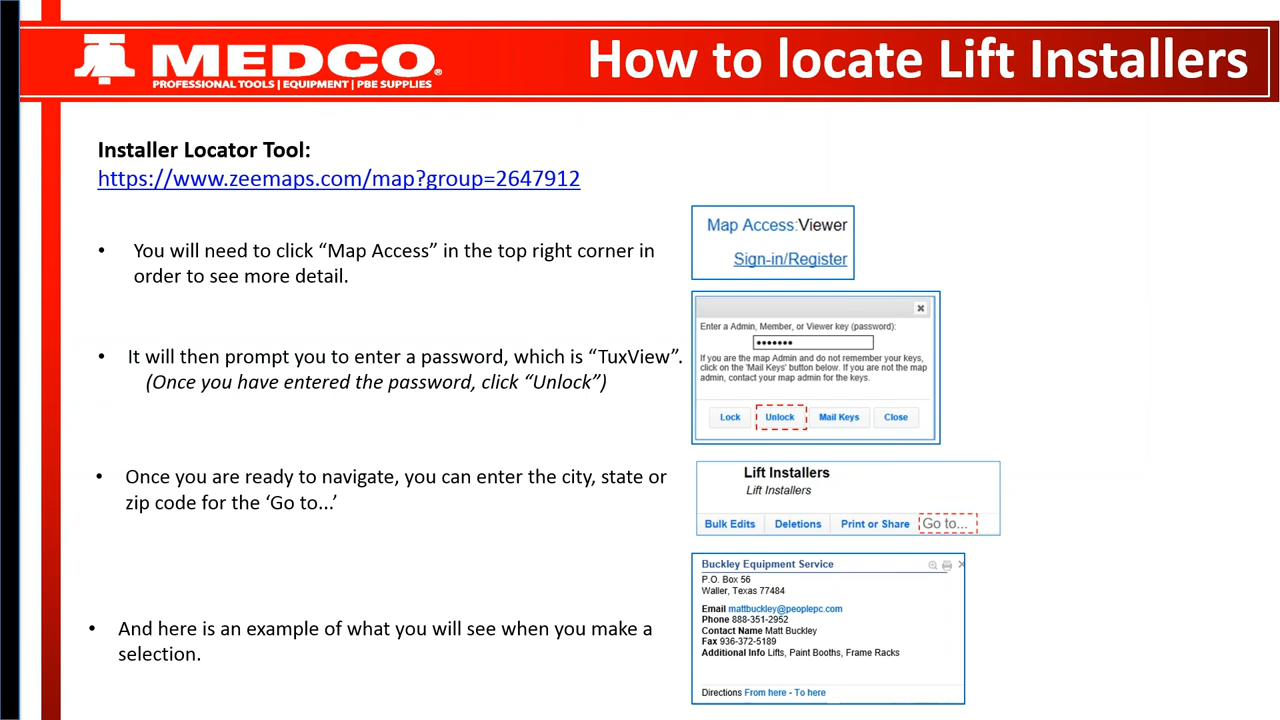 MEDCO®
PROFESSIONAL TOOLS | EQUIPMENT | PBE SUPPLIES
How to locate Lift Installers
Installer Locator Tool:
https://www.zeemaps.com/map?group=2647912
• You will need to click “Map Access” in the top right corner in
order to see more detail.
Map Access:Viewer
Sign-in/Register
• It will then prompt you to enter a password, which is “TuxView”.
(Once you have entered the password, click “Unlock”)
Enter a Admin, Member, or Viewer key (password):
•••••••
If you are the map Admin and do not remember your keys,
click on the 'Mail Keys' button below. If you are not the map
admin, contact your map admin for the keys.
Lock Unlock Mail Keys Close
• Once you are ready to navigate, you can enter the city, state or
zip code for the ‘Go to...’
Lift Installers
Lift Installers
Bulk Edits Deletions Print or Share Go to...
• And here is an example of what you will see when you make a
selection.
Buckley Equipment Service
P.O. Box 56
Waller, Texas 77484
Email mattbuckley@peoplepc.com
Phone 888-351-2952
Contact Name Matt Buckley
Fax 936-372-5189
Additional Info Lifts, Paint Booths, Frame Racks
Directions From here - To here